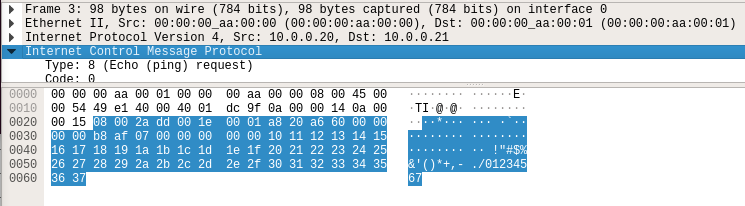 Frame 3: 98 bytes on wire (784 bits), 98 bytes captured (784 bits) on interface 0
Ethernet II, Src: 00:00:00_aa:00:00 (00:00:00:aa:00:00), Dst: 00:00:00_aa:00:01 (00:00:00:aa:00:01)
Internet Protocol Version 4, Src: 10.0.0.20, Dst: 10.0.0.21
Internet Control Message Protocol
Type: 8 (Echo (ping) request)
Code: 0
0000 00 00 00 aa 00 01 00 00 00 aa 00 00 08 00 45 00 ········ ······E·
0010 00 54 49 e1 40 00 40 01 dc 9f 0a 00 00 14 0a 00 ·TI·@·@· ········
0020 00 15 08 00 2a dd 00 1e 00 01 a8 20 a6 60 00 00 ····*··· ··· ·`··
0030 00 00 b8 af 07 00 00 00 00 00 10 11 12 13 14 15 ········ ········
0040 16 17 18 19 1a 1b 1c 1d 1e 1f 20 21 22 23 24 25 ········ ·· !"#$%
0050 26 27 28 29 2a 2b 2c 2d 2e 2f 30 31 32 33 34 35 &'()*+,- ./012345
0060 36 37 67